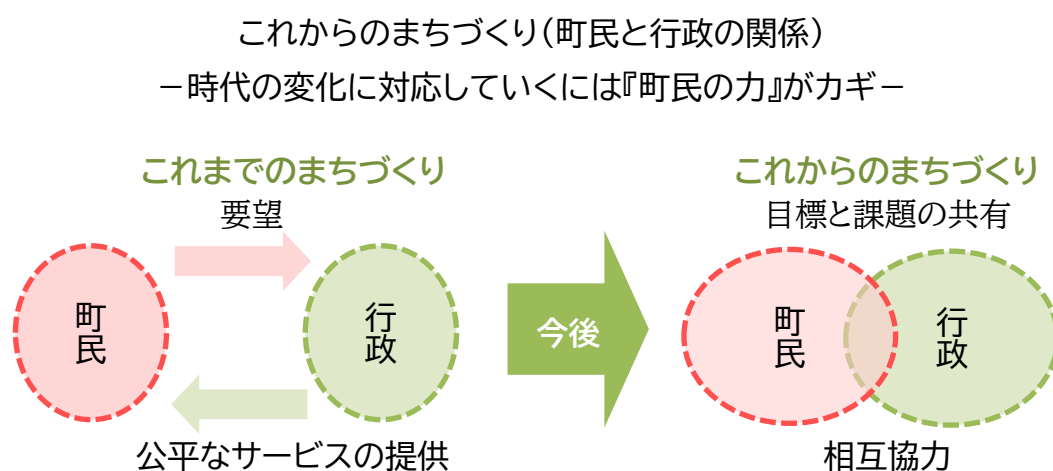 これからのまちづくり（町民と行政の関係）
－時代の変化に対応していくには『町民の力』がカギ－
これまでのまちづくり
要望
町民
行政
公平なサービスの提供
今後
これからのまちづくり
目標と課題の共有
町民
行政
相互協力